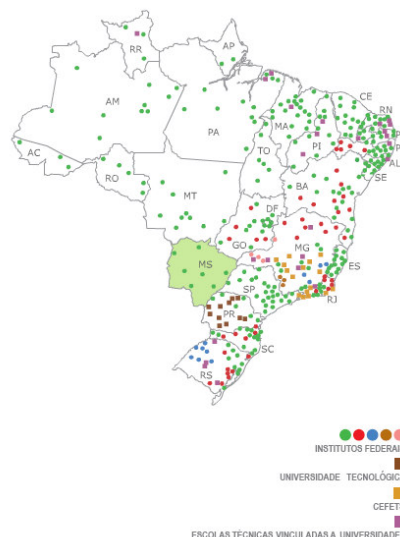 RR
AP
AM
PA
MA
CE
RN
PI
AC
TO
AL
SE
RO
BA
MT
DF
GO
MG
MS
ES
SP
RJ
PR
SC
RS
INSTITUTOS FEDERAI
UNIVERSIDADE TECNOLÓGIC
CEFETS
ESCOLAS TÉCNICAS VINCULADAS A UNIVERSIDADE